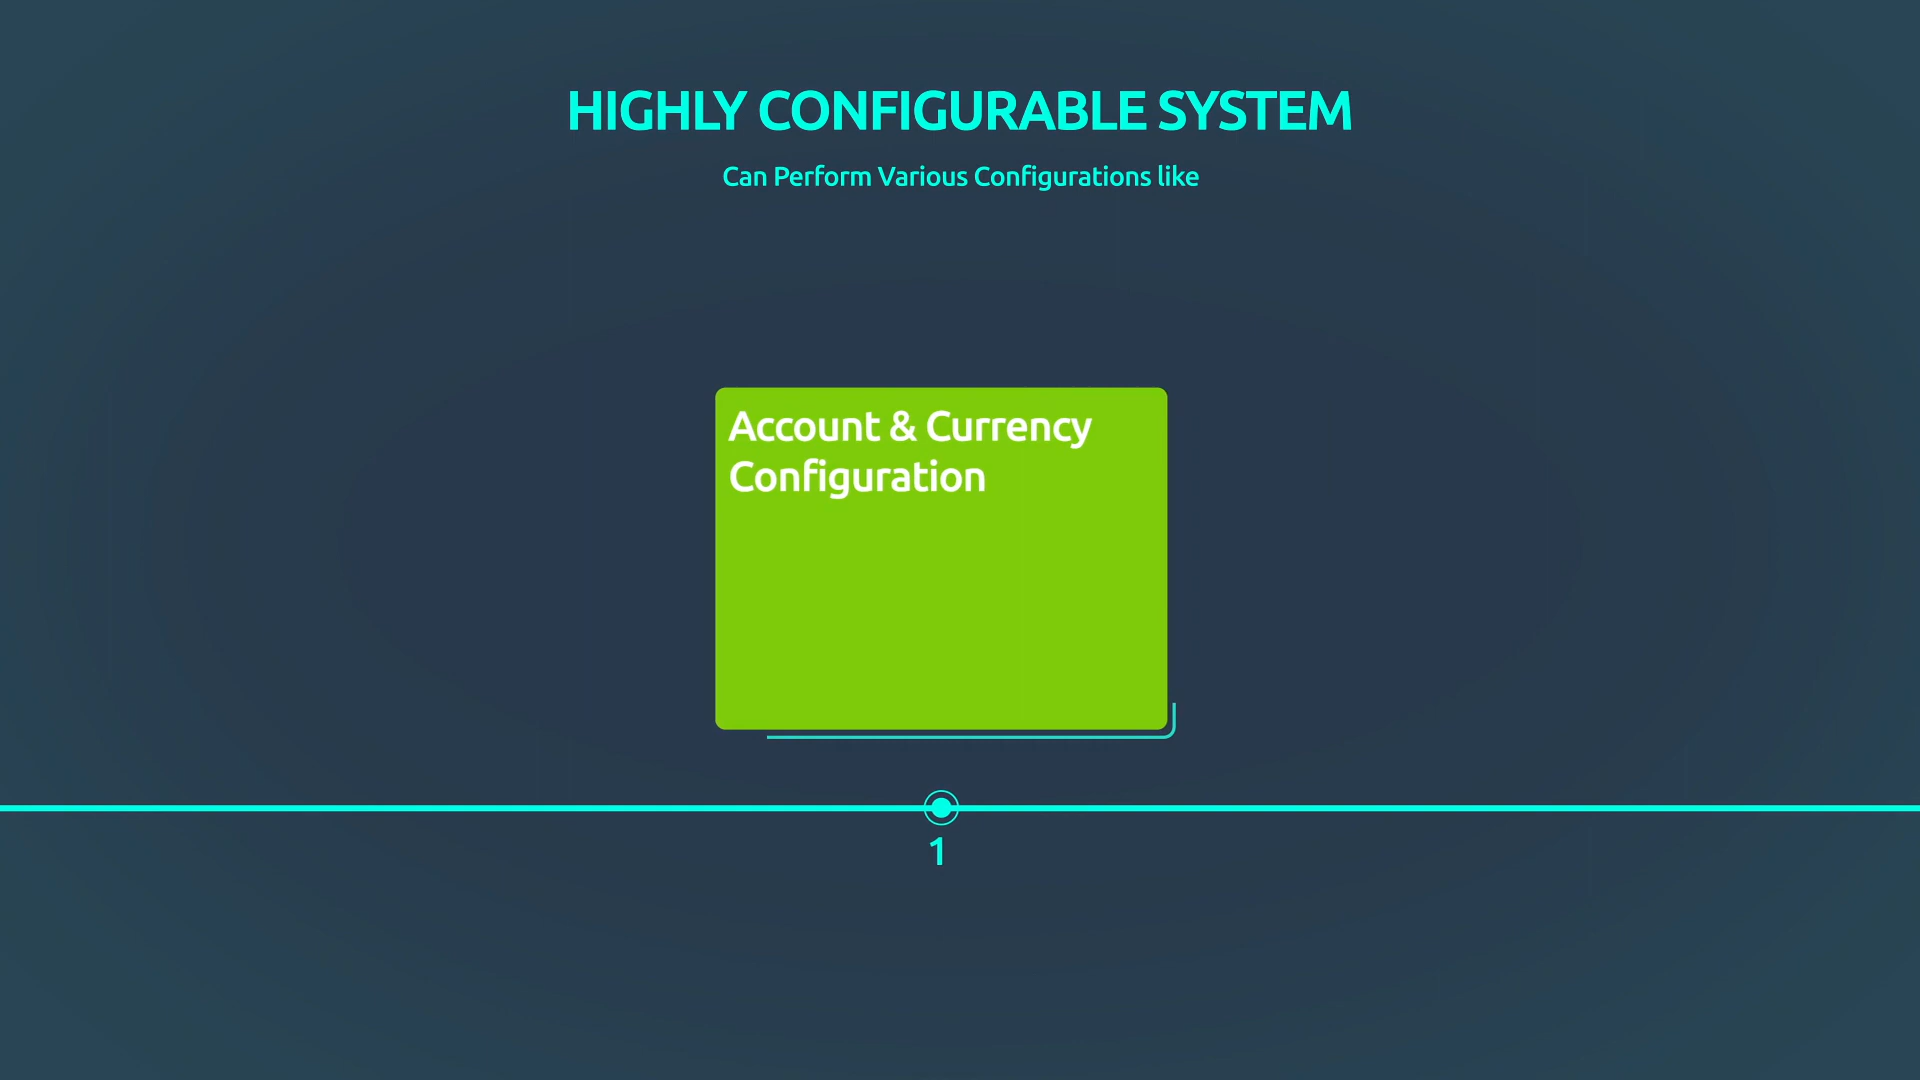 HIGHLY CONFIGURABLE SYSTEM
Can Perform Various Configurations like
Account & Currency
Configuration
1